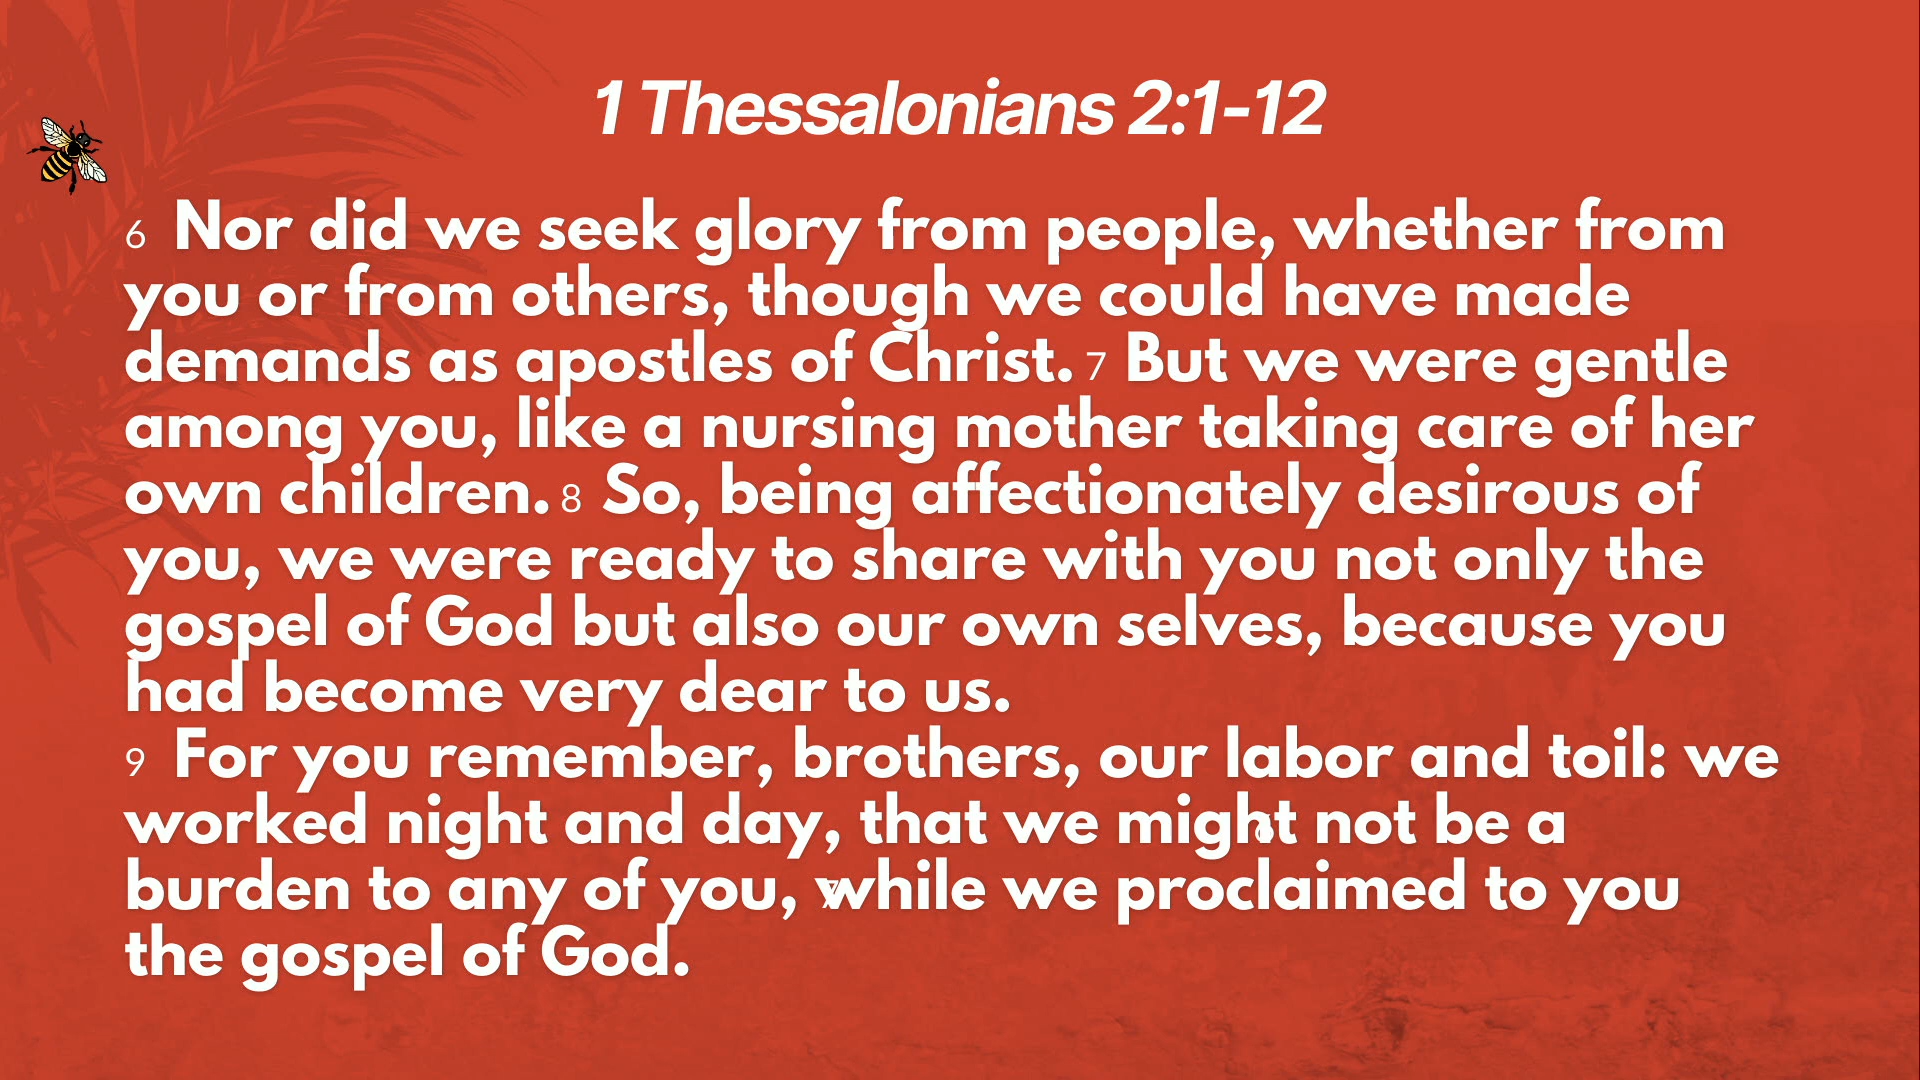 1 Thessalonians 2:1-12
6 Nor did we seek glory from people, whether from
you or from others, though we could have made
demands as apostles of Christ. 7 But we were gentle
among you, like a nursing mother taking care of her
own children. 8 So, being affectionately desirous of
you, we were ready to share with you not only the
gospel of God but also our own selves, because you
had become very dear to us.
9 For you remember, brothers, our labor and toil: we
worked night and day, that we might not be a
burden to any of you, while we proclaimed to you
the gospel of God.